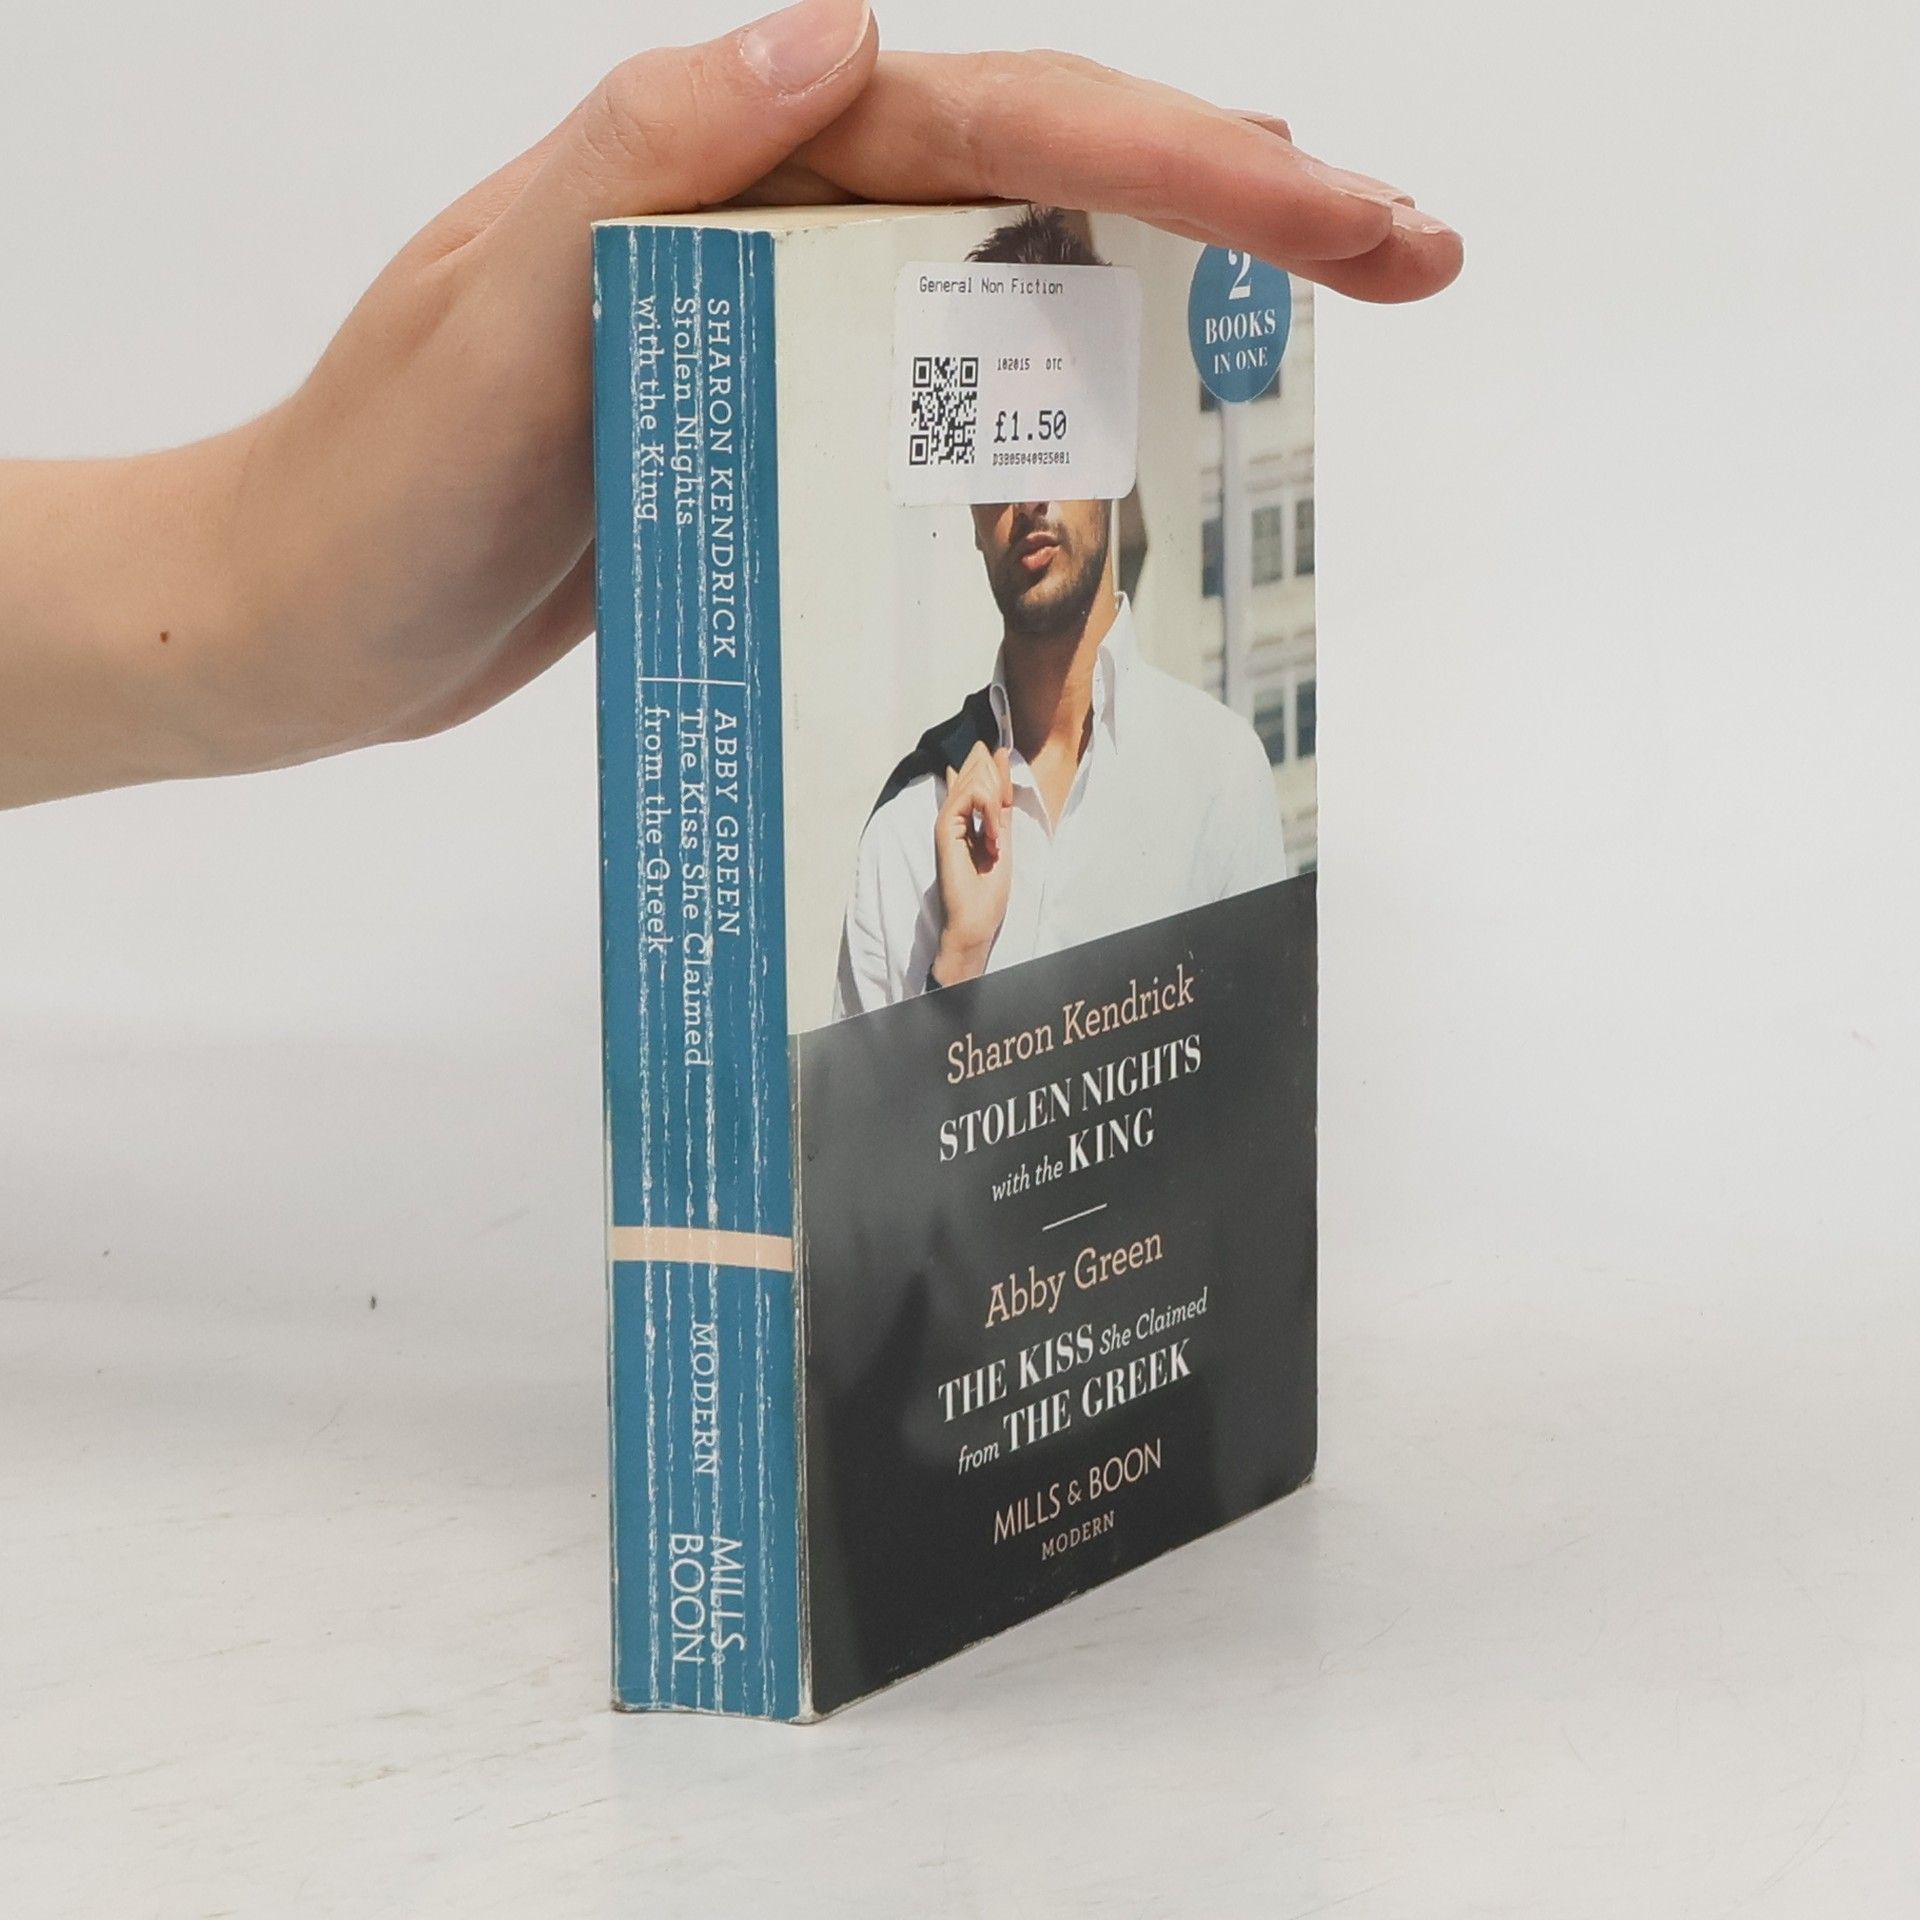 SHARON KENDRICK
Stolen Nights
with the King
ABBY GREEN
The Kiss She Claimed
from the Greek
MODERN
MILLS &
BOON
General Non Fiction
102015 OTC
£1.50
D3805040925081
2
BOOKS
IN ONE
Sharon Kendrick
STOLEN NIGHTS
with the KING
Abby Green
THE KISS She Claimed
from THE GREEK
MILLS & BOON
MODERN